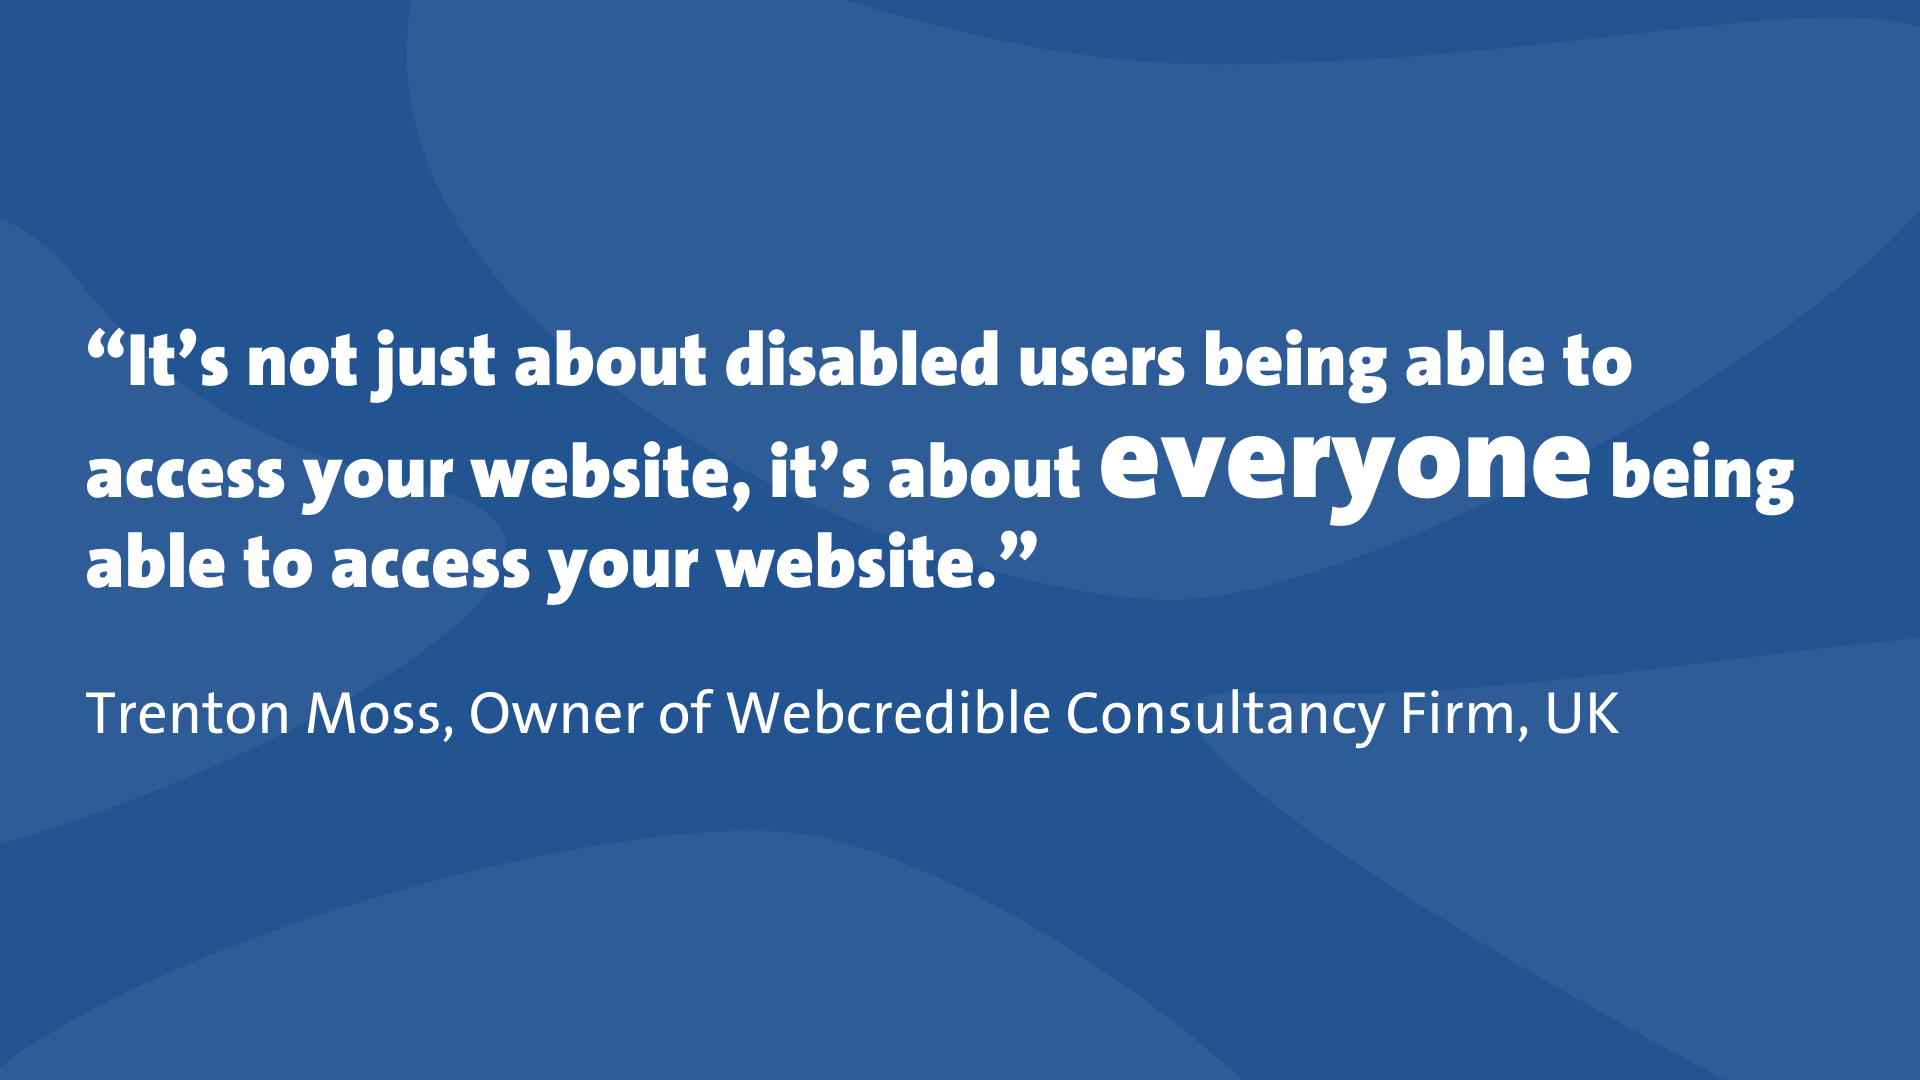 “It’s not just about disabled users being able to
access your website, it’s about everyone being
able to access your website.”
Trenton Moss, Owner of Webcredible Consultancy Firm, UK